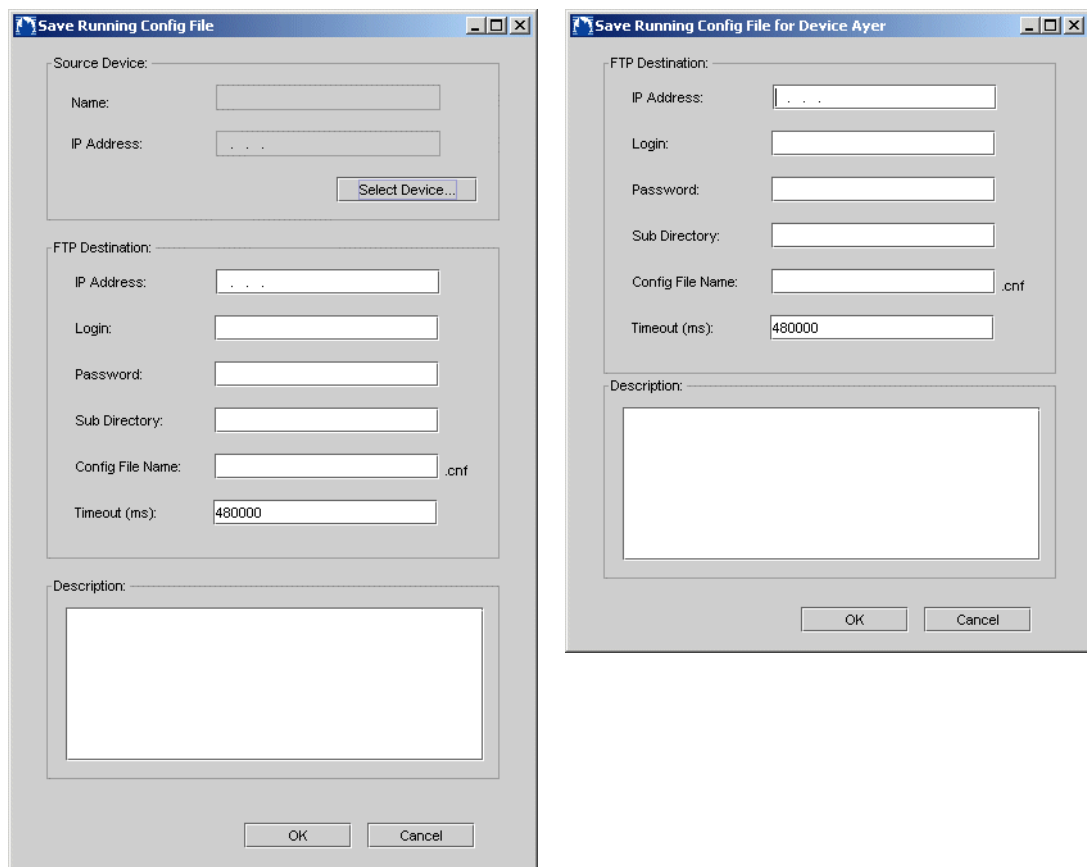 Save Running Config File
Source Device:
Name:
IP Address:
. . .
Select Device...
FTP Destination:
IP Address:
. . .
Login:
Password:
Sub Directory:
Config File Name:
.cnf
Timeout (ms):
480000
Description:
OK
Cancel
Save Running Config File for Device Ayer
FTP Destination:
IP Address:
. . .
Login:
Password:
Sub Directory:
Config File Name:
.cnf
Timeout (ms):
480000
Description:
OK
Cancel